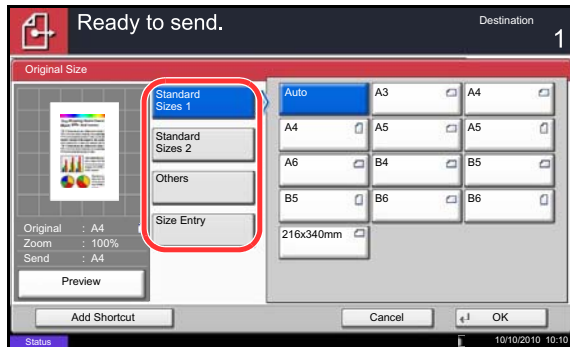 Ready to send.
Destination
1
Original Size
Standard
Sizes 1
Standard
Sizes 2
Others
Size Entry
Auto
A3
A4
A4
A5
A5
A6
B4
B5
B5
B6
B6
216x340mm
Original : A4
Zoom : 100%
Send : A4
Preview
Add Shortcut
Cancel
OK
Status
10/10/2010 10:10